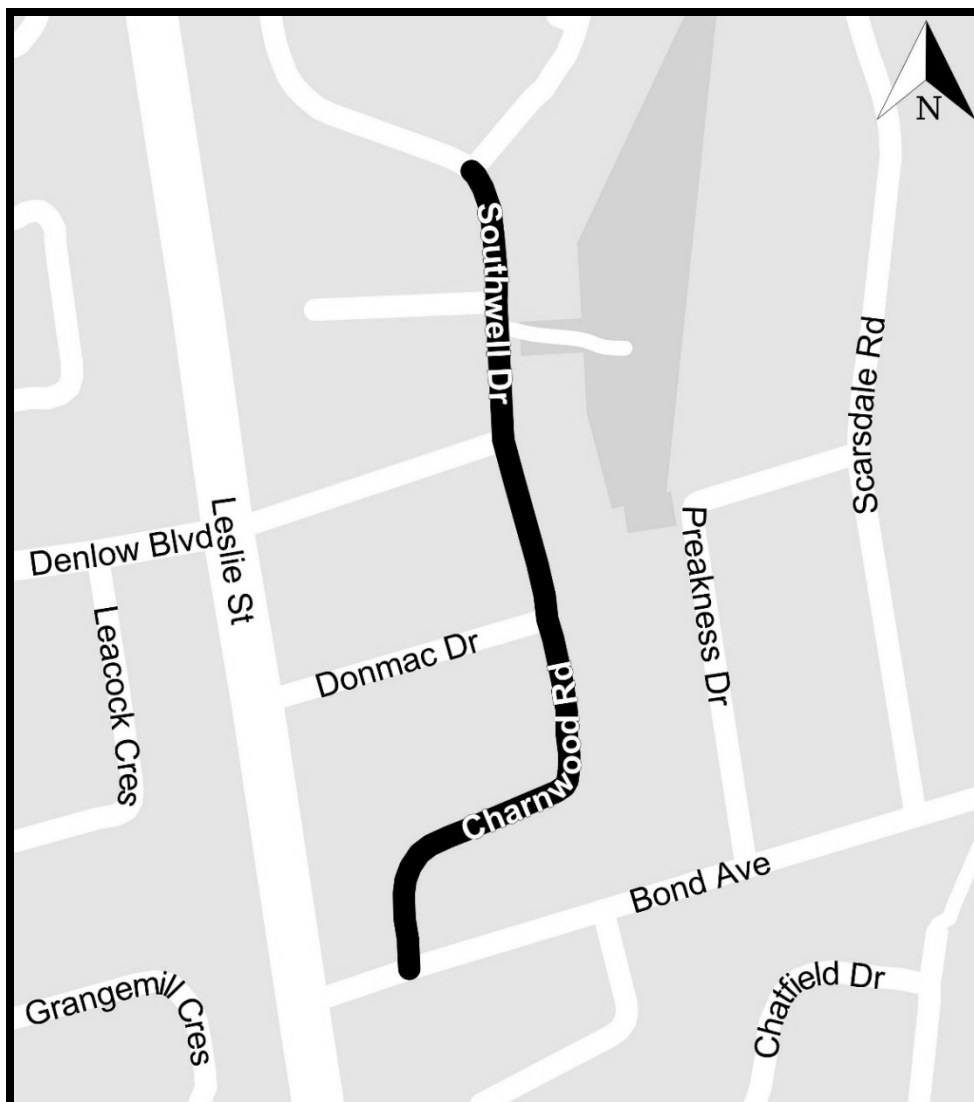 N
Southwell Dr
Scarsdale Rd
Leslie St
Denlow Blvd
Preakness Dr
Leacock Cres
Donmac Dr
Charnwood Rd
Bond Ave
Grangemill Cres
Chatfield Dr